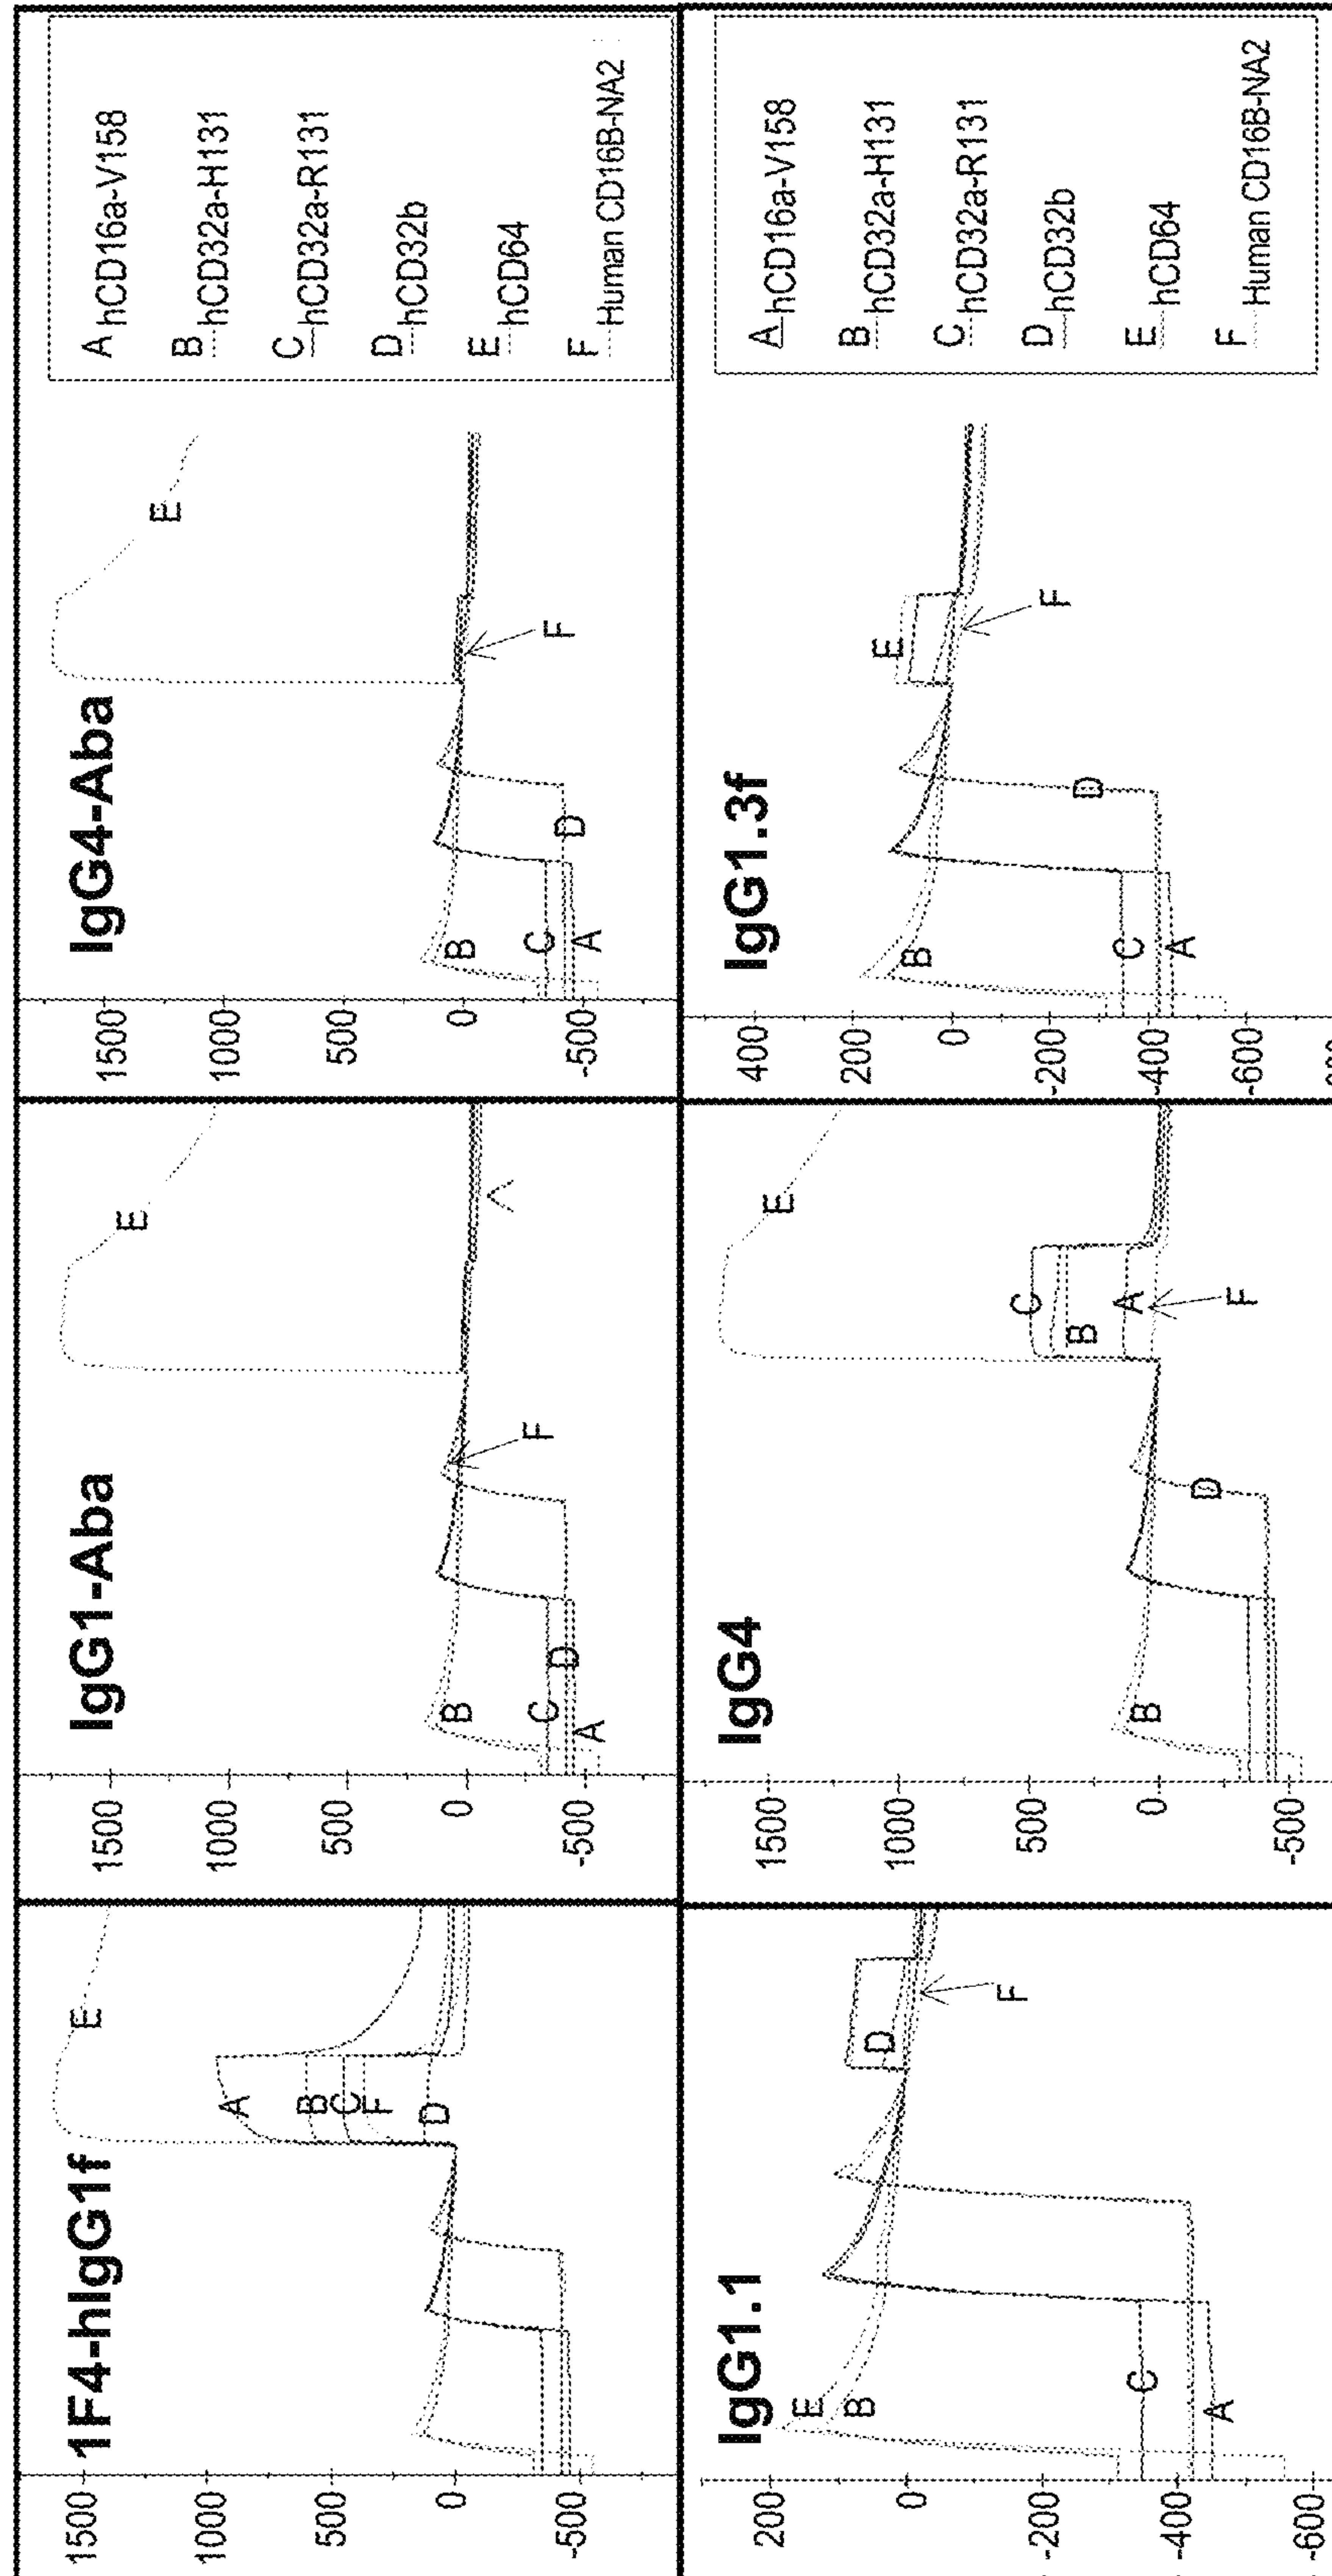 1F4-hIgG1f
1500
1000
500
0
-500
E
A
B
C
F
D
IgG1-Aba
1500
1000
500
0
-500
B
C
D
A
F
E
IgG4-Aba
1500
1000
500
0
-500
B
C
A
D
F
E
A hCD16a-V158
B hCD32a-H131
C hCD32a-R131
D hCD32b
E hCD64
F Human CD16B-NA2
IgG1.1
200
0
-200
-400
-600
E
B
C
A
D
F
IgG4
1500
1000
500
0
-500
B
D
C
B
A
F
E
IgG1.3f
400
200
0
-200
-400
-600
B
C
A
D
E
F
A hCD16a-V158
B hCD32a-H131
C hCD32a-R131
D hCD32b
E hCD64
F Human CD16B-NA2